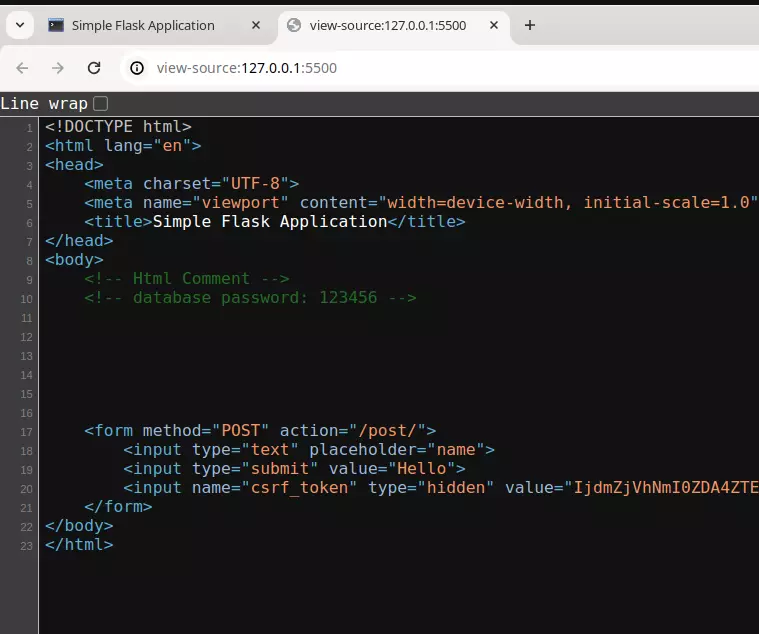 Simple Flask Application
view-source:127.0.0.1:5500
view-source:127.0.0.1:5500
Line wrap
1 <!DOCTYPE html>
2 <html lang="en">
3 <head>
4 <meta charset="UTF-8">
5 <meta name="viewport" content="width=device-width, initial-scale=1.0"
6 <title>Simple Flask Application</title>
7 </head>
8 <body>
9 <!-- Html Comment -->
10 <!-- database password: 123456 -->
11
12
13
14
15
16
17 <form method="POST" action="/post/">
18 <input type="text" placeholder="name">
19 <input type="submit" value="Hello">
20 <input name="csrf_token" type="hidden" value="IjdmZjVhNmI0ZDA4ZTE
21 </form>
22 </body>
23 </html>